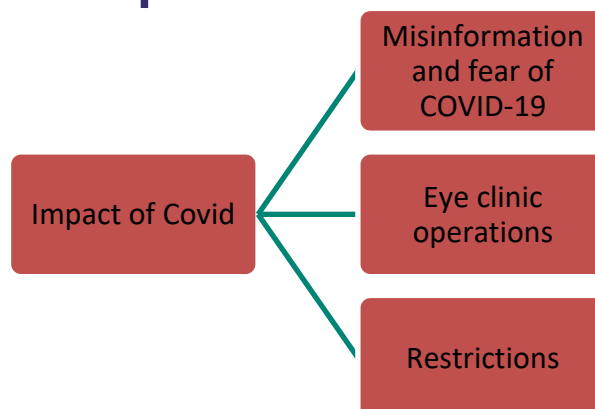 Impact of Covid
Misinformation
and fear of
COVID-19
Eye clinic
operations
Restrictions